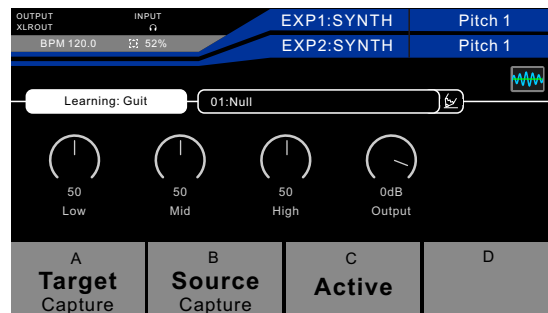 OUTPUT
XLROUT
INPUT
BPM 120.0
52%
EXP1:SYNTH
Pitch 1
EXP2:SYNTH
Pitch 1
Learning: Guit
01:Null
50
50
50
0dB
Low
Mid
High
Output
A
Target
Capture
B
Source
Capture
C
Active
D